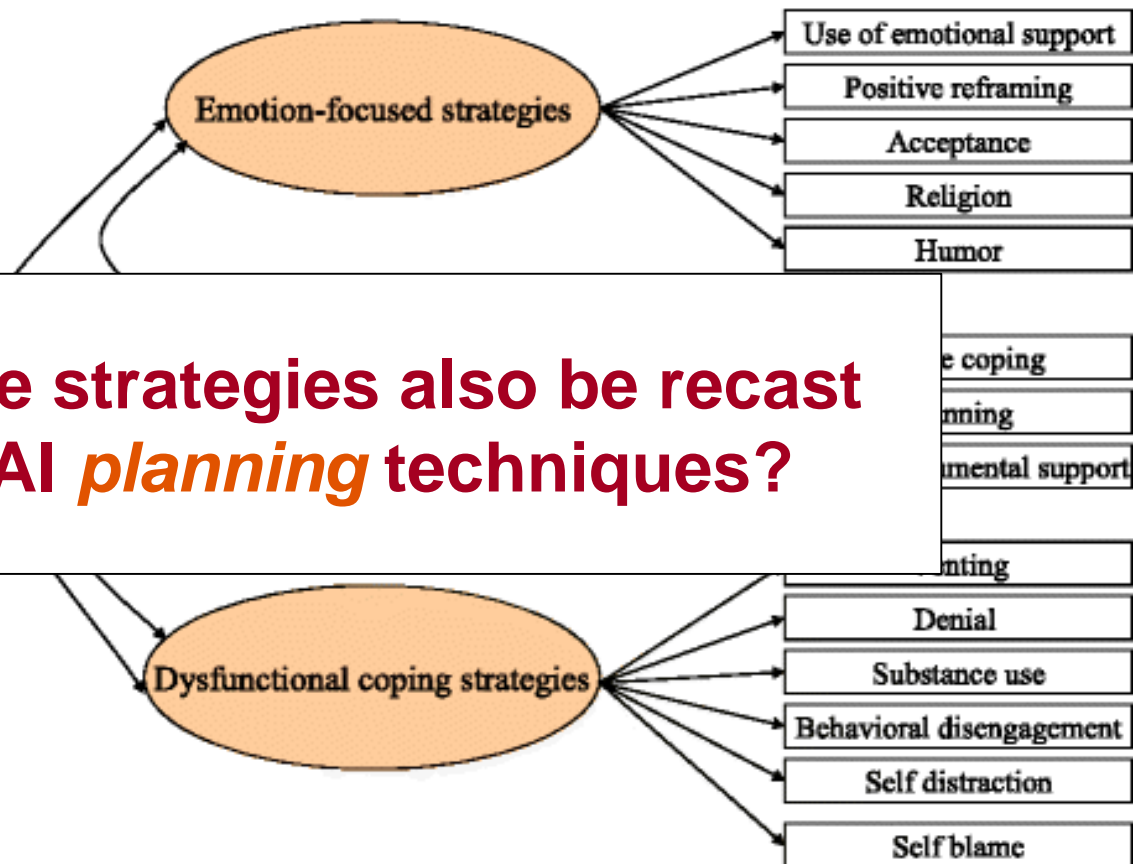 Use of emotional support
Positive reframing
Emotion-focused strategies
Acceptance
Religion
Humor
e strategies also be recast
AI planning techniques?
e coping
nning
umental support
enting
Denial
Dysfunctional coping strategies
Substance use
Behavioral disengagement
Self distraction
Self blame